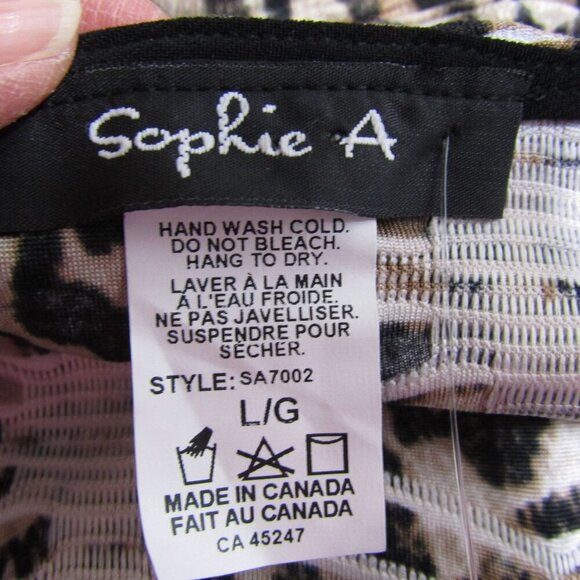 Sophie A
HAND WASH COLD.
DO NOT BLEACH.
HANG TO DRY.
LAVER À LA MAIN
À L'EAU FROIDE.
NE PAS JAVELLISER.
SUSPENDRE POUR
SÉCHER.
STYLE: SA7002
L/G
MADE IN CANADA
FAIT AU CANADA
CA 45247